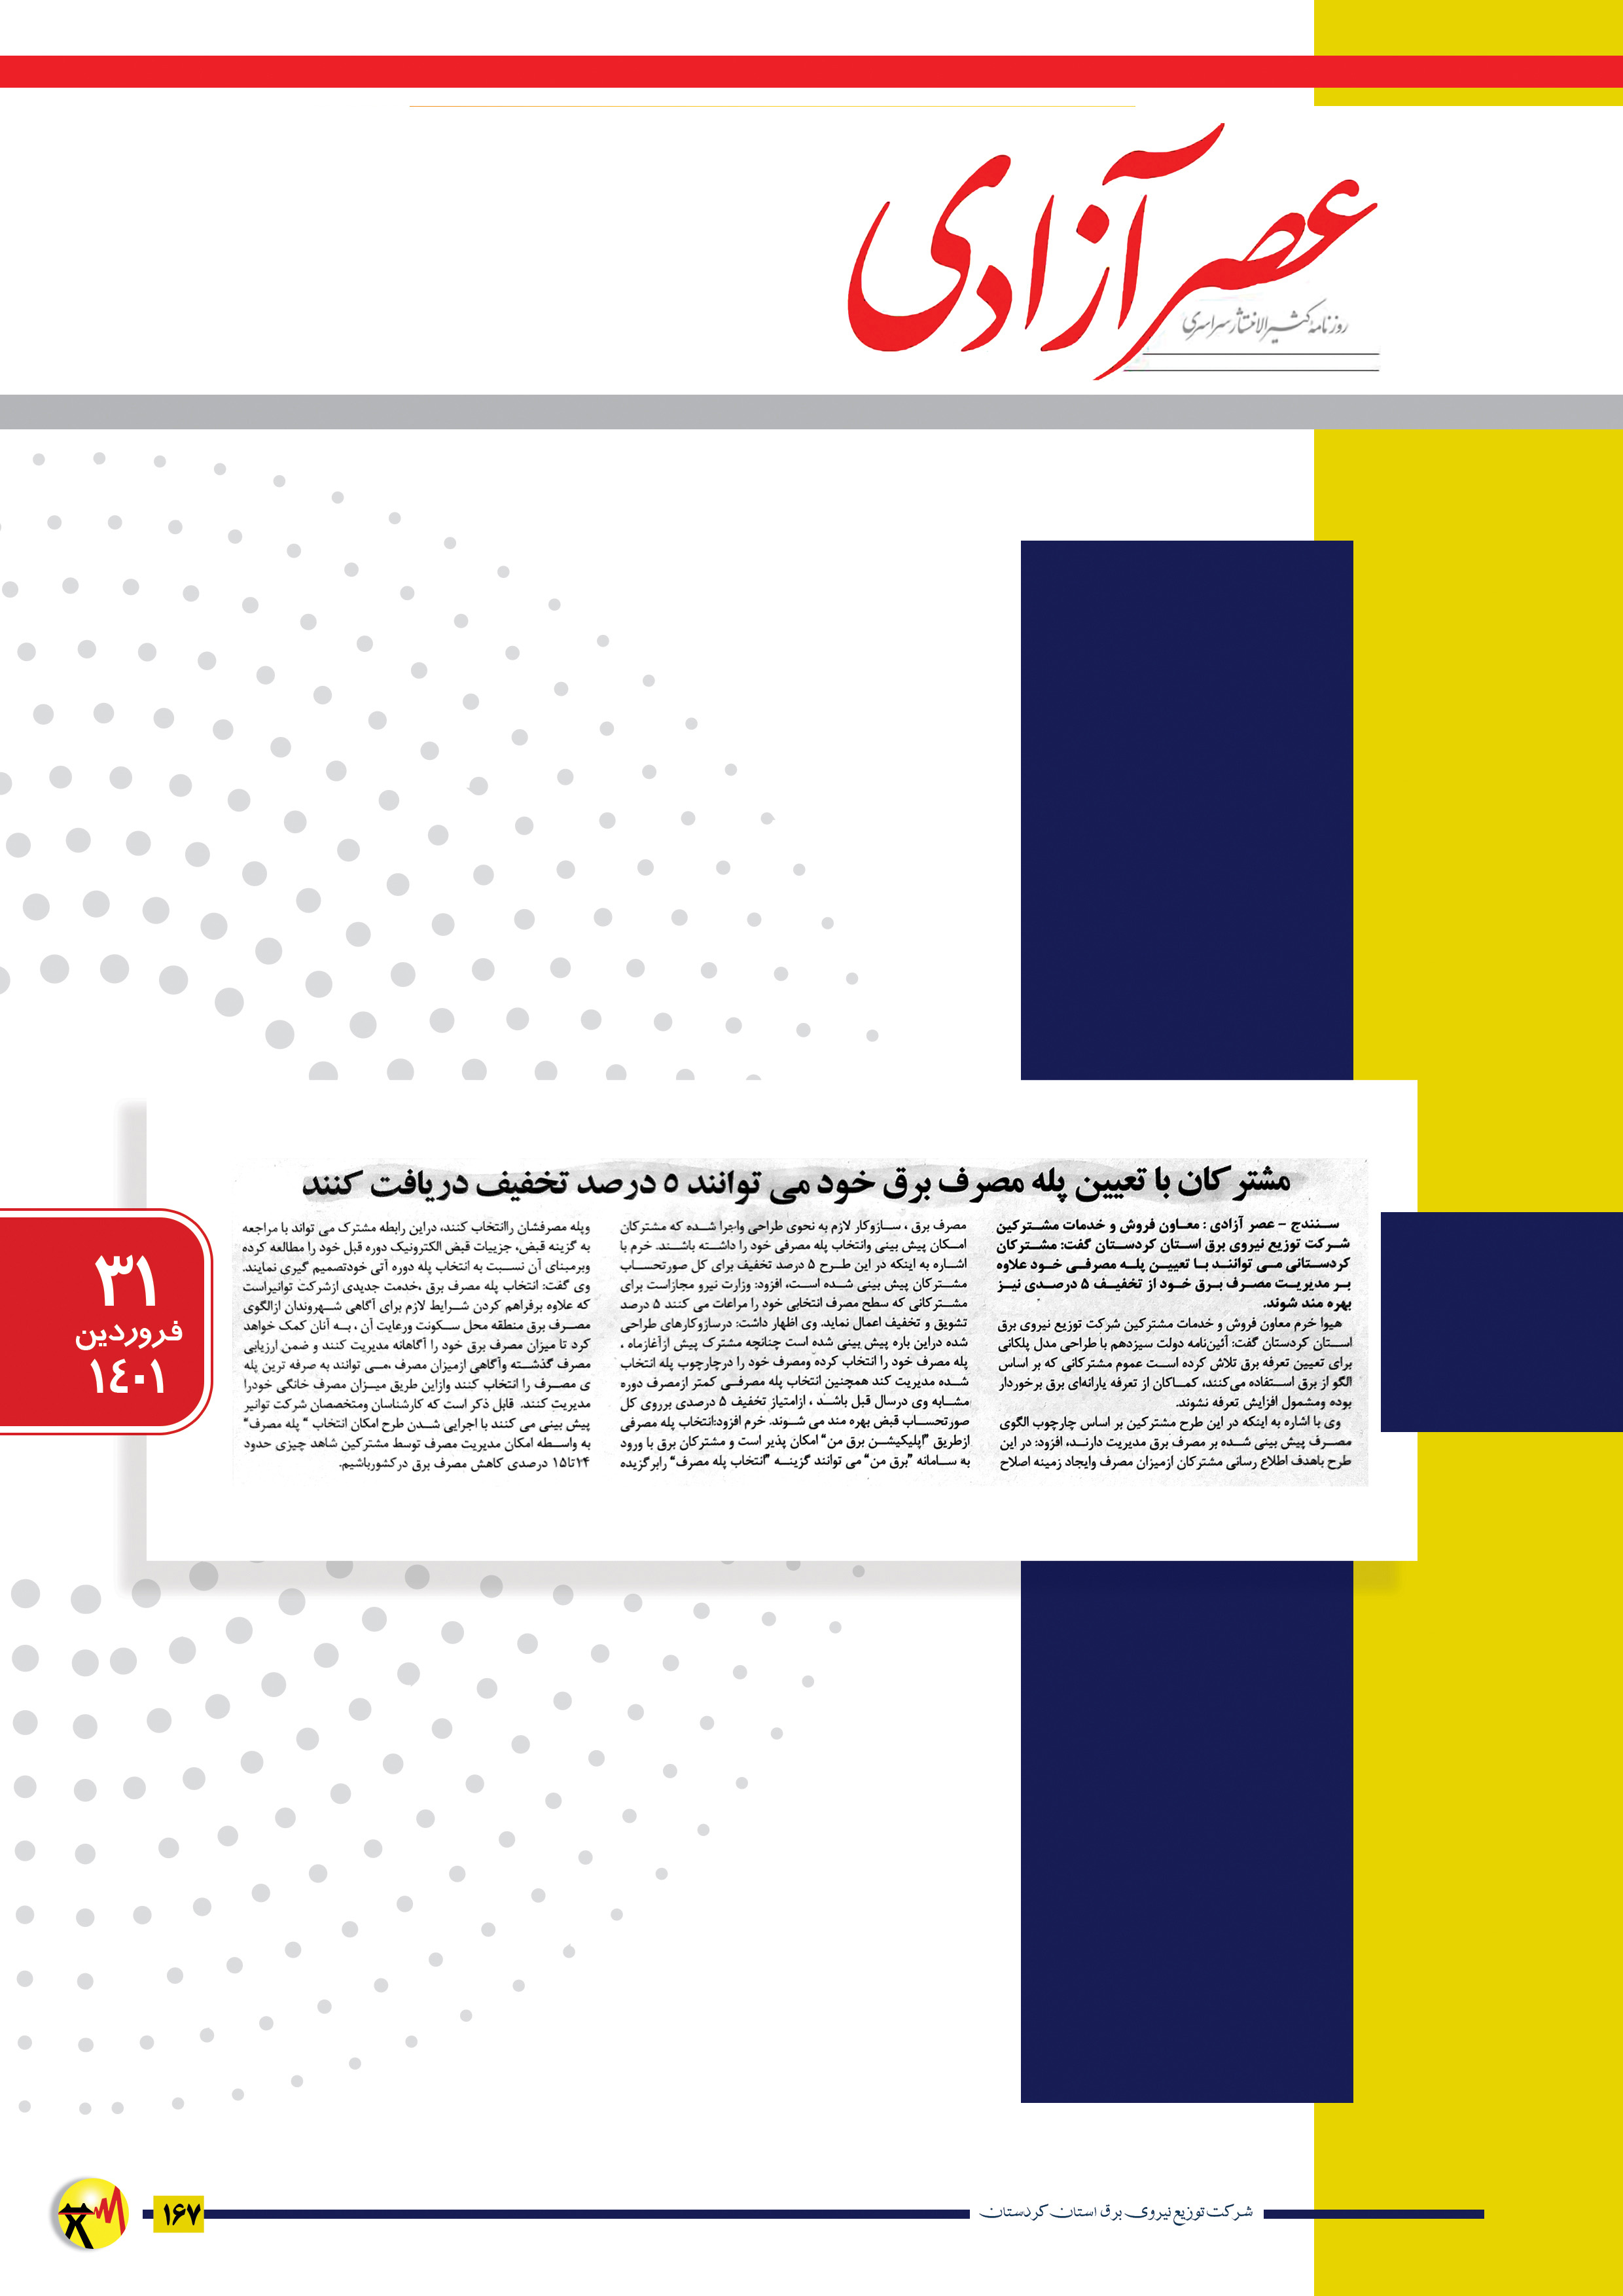 عصر آزادی
روزنامهٔ کثیرالانتشار سراسری
مشترکان با تعیین پله مصرف برق خود می توانند ۵ درصد تخفیف دریافت کنند
سـنندج - عصر آزادی : معـاون فروش و خدمات مشـترکین
شـرکت توزیع نیروی برق اسـتان کردسـتان گفت: مشـترکان
کردسـتانی مـی تواننـد بـا تعییـن پلـه مصرفـی خـود علاوه
بـر مدیریـت مصـرف بـرق خـود از تخفیـف ۵ درصـدی نیـز
بهره مند شوند.
هیوا خرم معاون فروش و خدمات مشترکین شرکت توزیع نیروی برق
اسـتان کردستان گفت: آئین‌نامه دولت سیزدهم با طراحی مدل پلکانی
برای تعیین تعرفه برق تلاش کرده اسـت عموم مشترکانی که بر اساس
الگو از برق اسـتفاده می‌کنند، کمـاکان از تعرفه یارانه‌ای برق برخوردار
بوده ومشمول افزایش تعرفه نشوند.
وی با اشاره به اینکه در این طرح مشترکین بر اساس چارچوب الگوی
مصـرف پیش بینی شـده بر مصرف برق مدیریت دارنـد، افزود: در این
طرح باهدف اطلاع رسانی مشترکان ازمیزان مصرف وایجاد زمینه اصلاح
مصرف برق ، سـازوکار لازم به نحوی طراحی واجرا شـده که مشترکان
امـکان پیش بینی وانتخاب پله مصرفی خود را داشـته باشـند. خرم با
اشـاره به اینکه در این طـرح ۵ درصد تخفیف برای کل صورتحسـاب
مشـترکان پیش بینی شـده اسـت، افزود: وزارت نیرو مجازاست برای
مشـترکانی که سطح مصرف انتخابی خود را مراعات می کنند ۵ درصد
تشویق و تخفیف اعمال نماید. وی اظهار داشت: درسازوکارهای طراحی
شده دراین باره پیش بینی شده است چنانچه مشترک پیش ازآغازماه ،
پله مصرف خود را انتخاب کرده ومصرف خود را درچارچوب پله انتخاب
شـده مدیریت کند همچنین انتخاب پله مصرفـی کمتر ازمصرف دوره
مشـابه وی درسال قبل باشـد ، ازامتیاز تخفیف ۵ درصدی برروی کل
صورتحسـاب قبض بهره مند می شـوند. خرم افزود:انتخاب پله مصرفی
ازطریق "اپلیکیشـن برق من" امکان پذیر است و مشترکان برق با ورود
به سـامانه "برق من" می توانند گزینـه "انتخاب پله مصرف" رابرگزیده
وپله مصرفشان راانتخاب کنند، دراین رابطه مشترک می تواند با مراجعه
به گزینه قبض، جزییات قبض الکترونیک دوره قبل خود را مطالعه کرده
وبرمبنای آن نسـبت به انتخاب پله دوره آتی خودتصمیم گیری نمایند.
وی گفت: انتخاب پله مصرف برق ،خدمت جدیدی ازشرکت توانیراست
که علاوه برفراهم کردن شـرایط لازم برای آگاهی شـهروندان ازالگوی
مصـرف برق منطقه محل سـکونت ورعایت آن ، بـه آنان کمک خواهد
کرد تا میزان مصرف برق خود را آگاهانه مدیریت کنند و ضمن ارزیابی
مصرف گذشـته وآگاهی ازمیزان مصرف ،مـی توانند به صرفه ترین پله
ی مصـرف را انتخاب کنند وازاین طریق میـزان مصرف خانگی خودرا
مدیریت کنند. قابل ذکر است که کارشناسان ومتخصصان شرکت توانیر
پیش بینی می کنند با اجرایی شـدن طرح امکان انتخاب " پله مصرف"
به واسـطه امکان مدیریت مصرف توسط مشترکین شاهد چیزی حدود
۲۴تا۱۵ درصدی کاهش مصرف برق درکشورباشیم.
۳۱
فروردین
۱۴۰۱
شرکت توزیع نیروی برق استان کردستان
۱۶۷